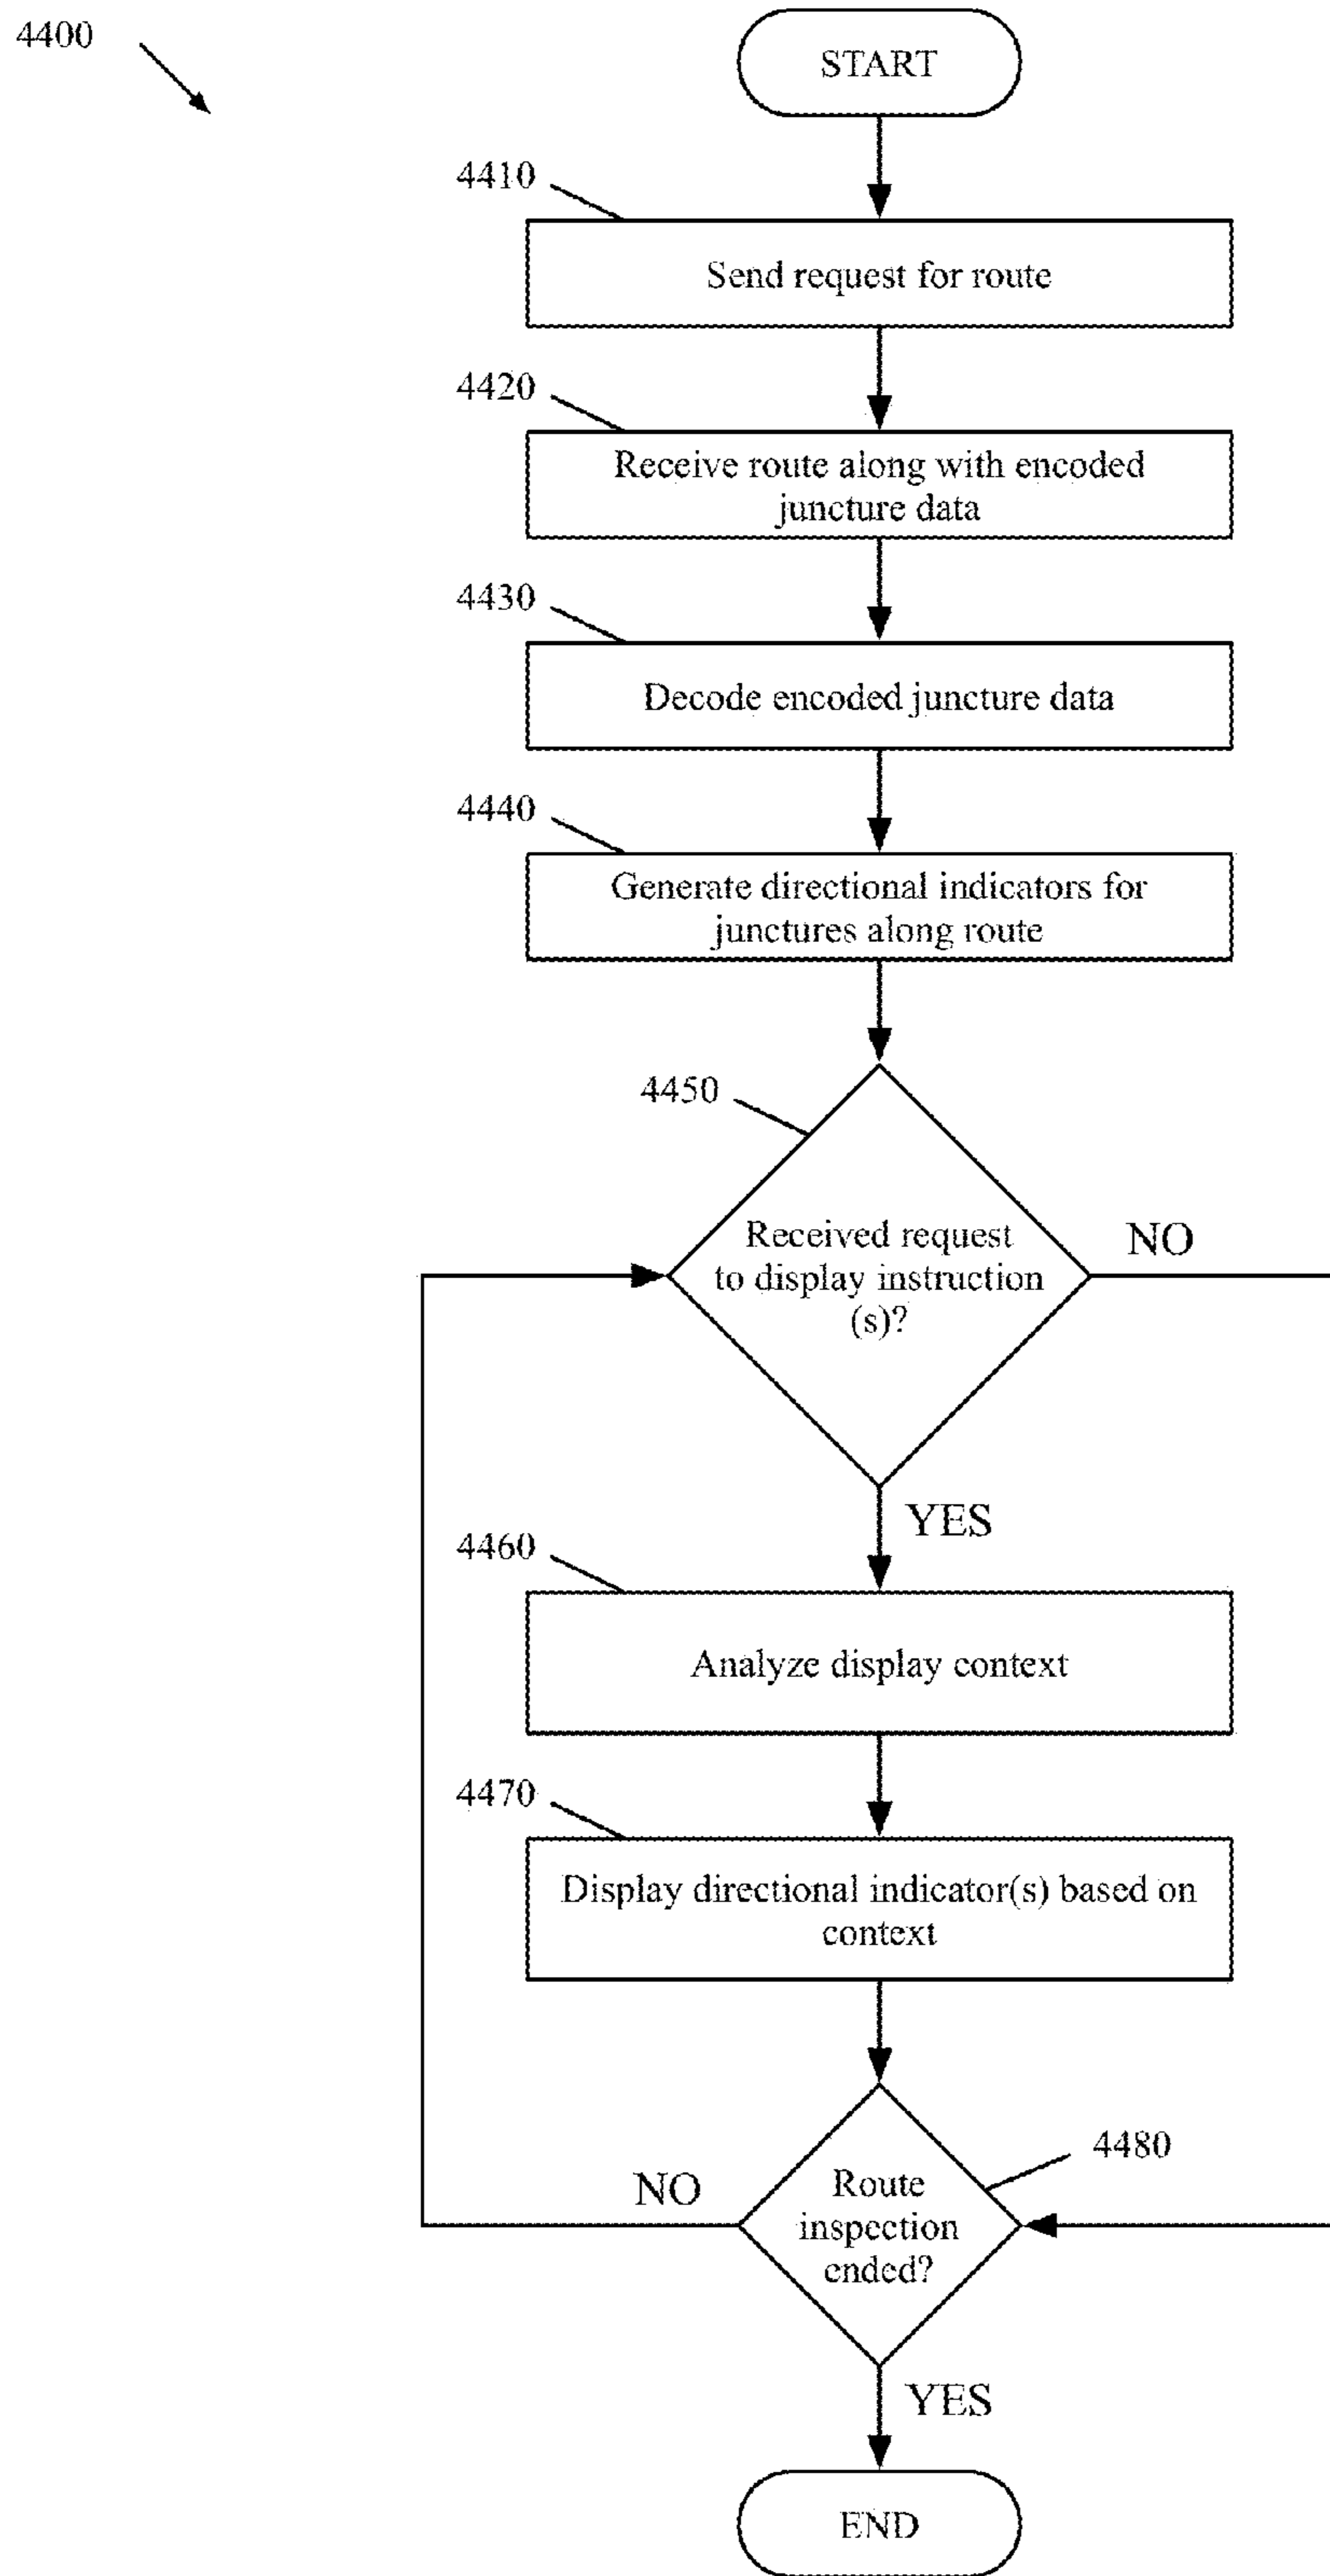 4400
START
4410
Send request for route
4420
Receive route along with encoded
juncture data
4430
Decode encoded juncture data
4440
Generate directional indicators for
junctures along route
4450
Received request
to display instruction
(s)?
NO
YES
4460
Analyze display context
4470
Display directional indicator(s) based on
context
4480
NO
Route
inspection
ended?
YES
END